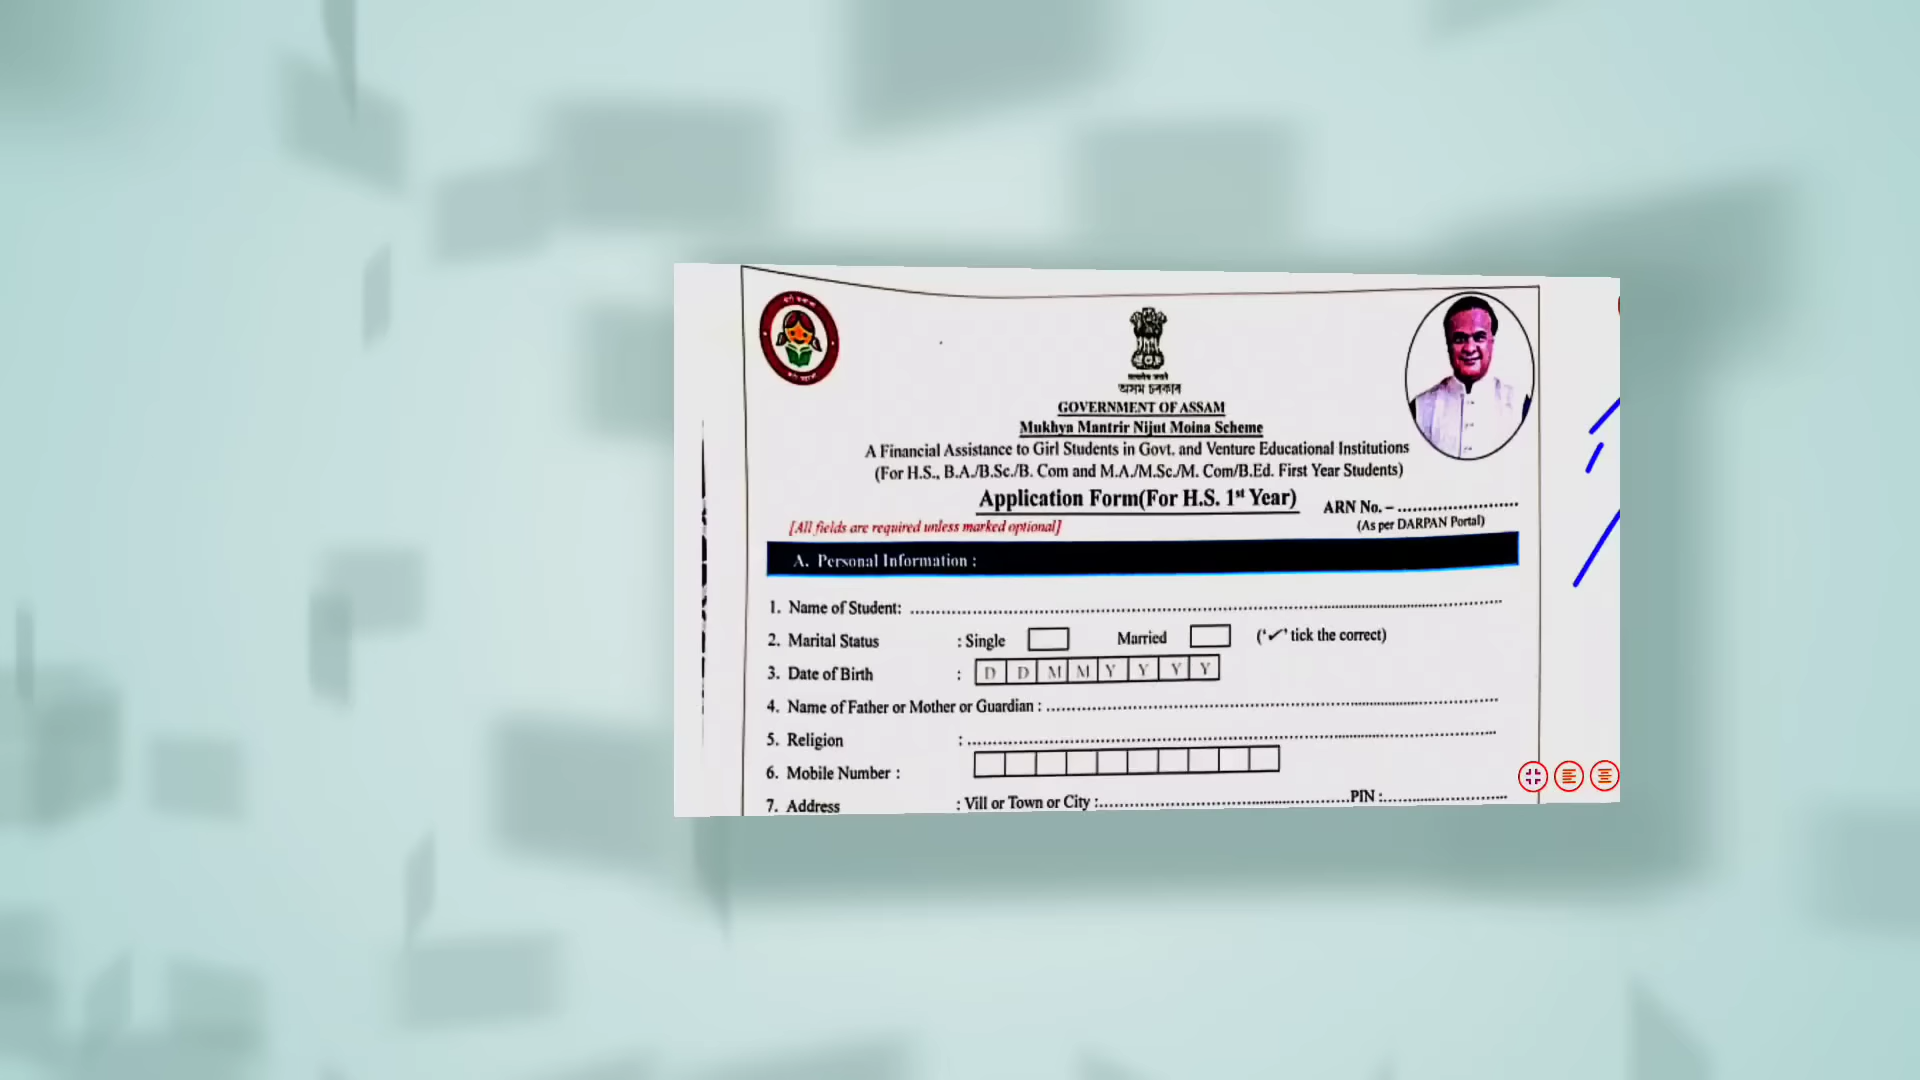 सत्यमेव जयते
অসম চৰকাৰ
GOVERNMENT OF ASSAM
Mukhya Mantrir Nijut Moina Scheme
A Financial Assistance to Girl Students in Govt. and Venture Educational Institutions
(For H.S., B.A./B.Sc./B. Com and M.A./M.Sc./M. Com/B.Ed. First Year Students)
Application Form(For H.S. 1st Year)
ARN No. – ........................
(As per DARPAN Portal)
[All fields are required unless marked optional]
A. Personal Information :
1. Name of Student: ........................
2. Marital Status : Single Married ('✓' tick the correct)
3. Date of Birth : D D M M Y Y Y Y
4. Name of Father or Mother or Guardian : ........................
5. Religion : ........................
6. Mobile Number :
7. Address : Vill or Town or City :........................PIN :........................